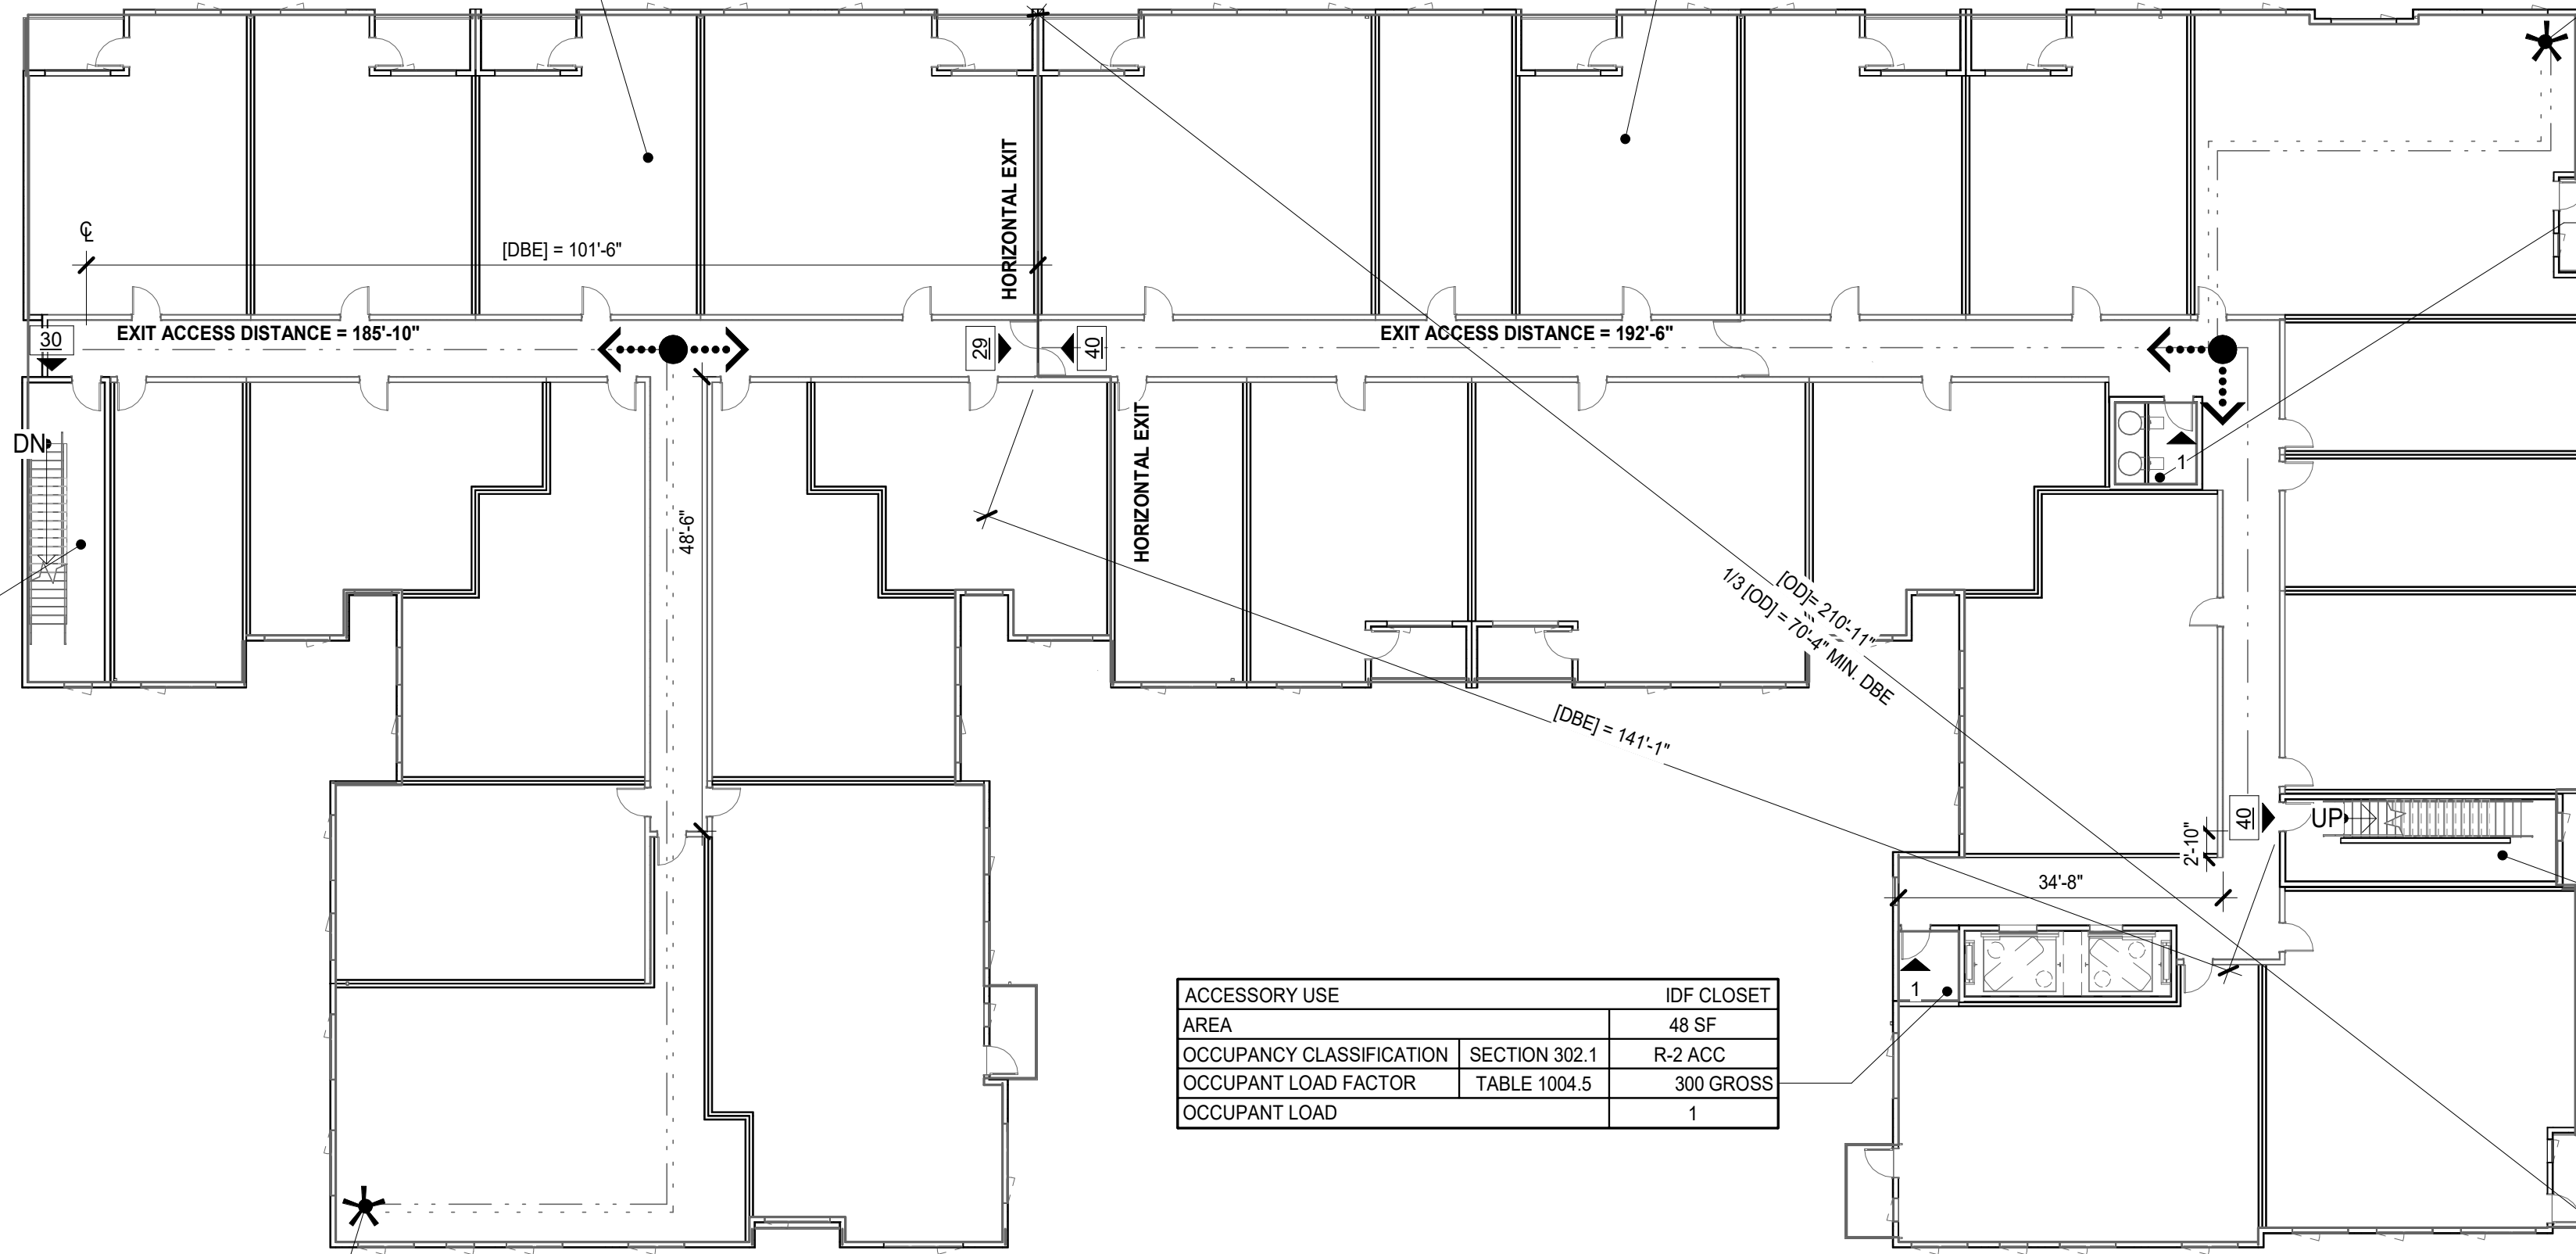 HORIZONTAL EXIT
℄
[DBE] = 101'-6"
30
EXIT ACCESS DISTANCE = 185'-10"
29
40
EXIT ACCESS DISTANCE = 192'-6"
DN
HORIZONTAL EXIT
1
48'-6"
[OD]= 210'-11"
1/3 [OD] = 70'-4" MIN. DBE
[DBE] = 141'-1"
40
UP
2'-10"
34'-8"
1
ACCESSORY USE IDF CLOSET
AREA 48 SF
OCCUPANCY CLASSIFICATION SECTION 302.1 R-2 ACC
OCCUPANT LOAD FACTOR TABLE 1004.5 300 GROSS
OCCUPANT LOAD 1